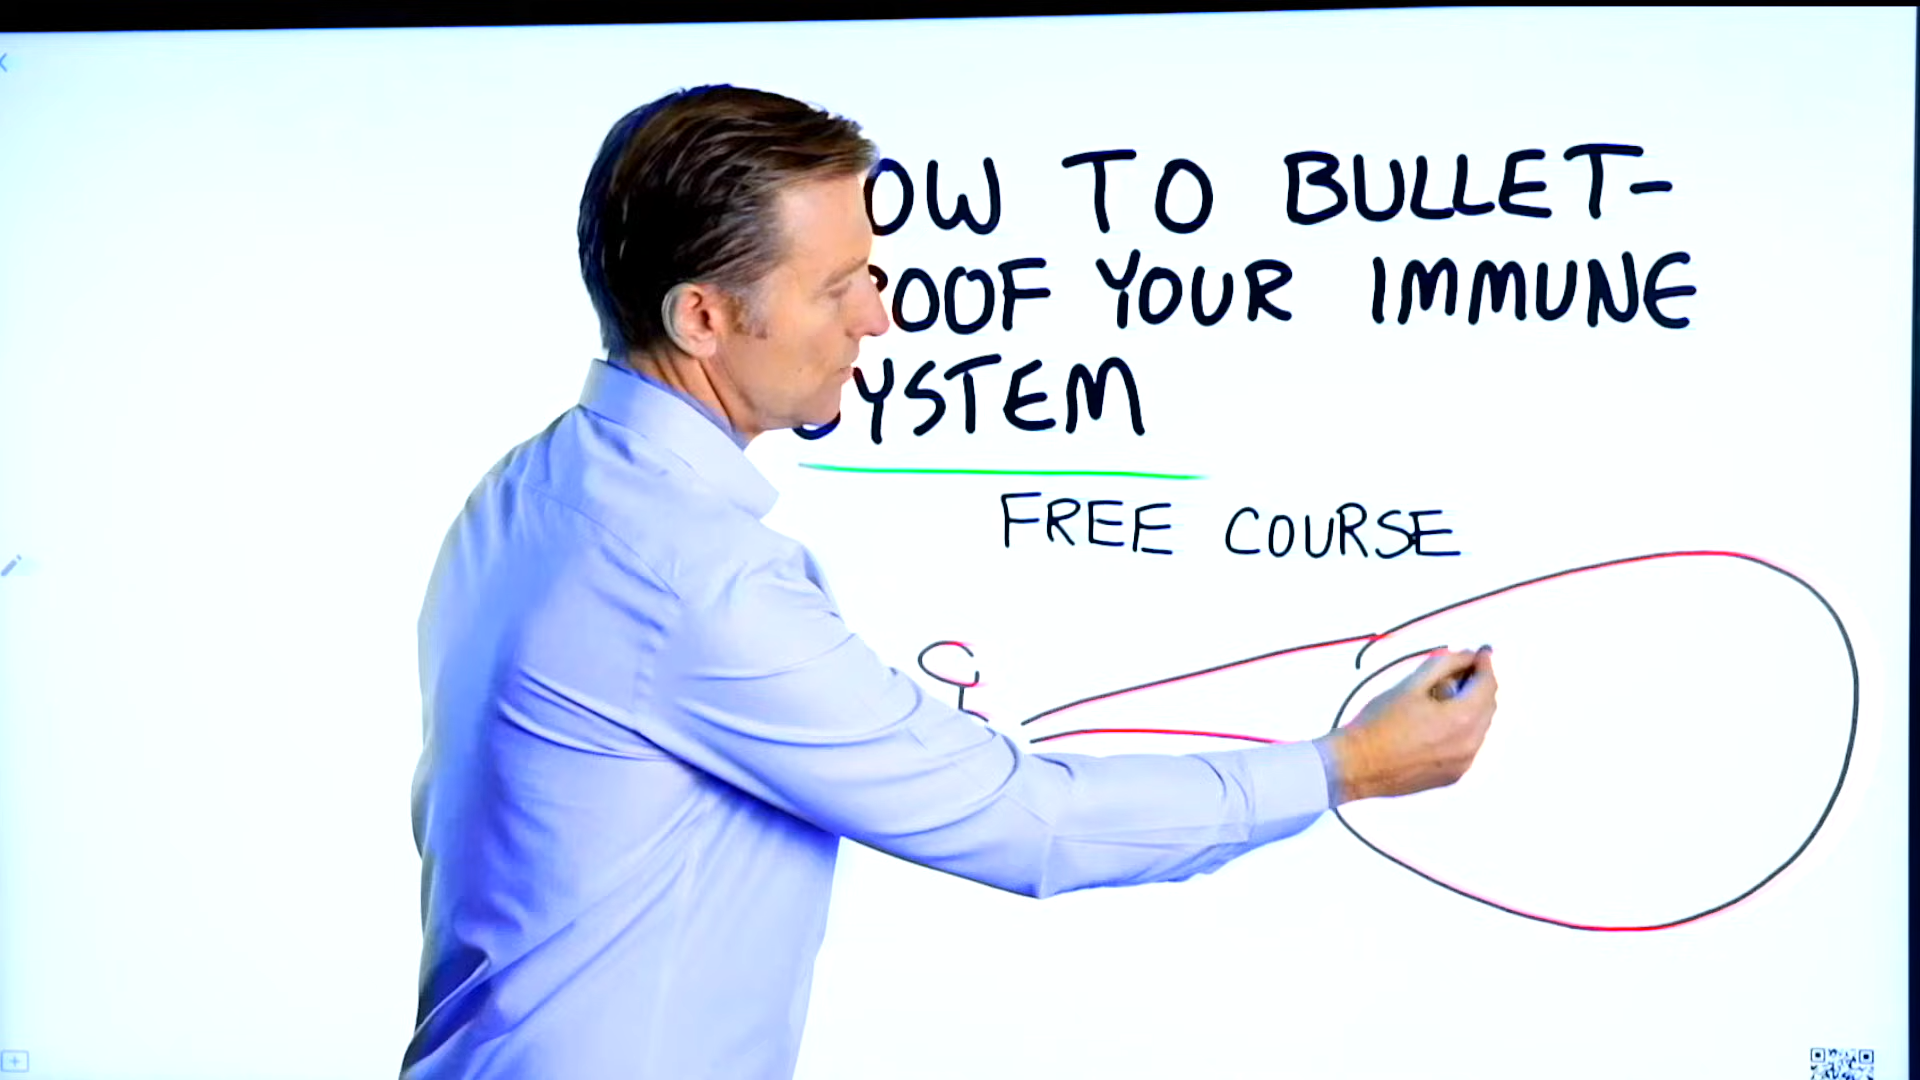 OW TO BULLET-
OOF YOUR IMMUNE
YSTEM
FREE COURSE